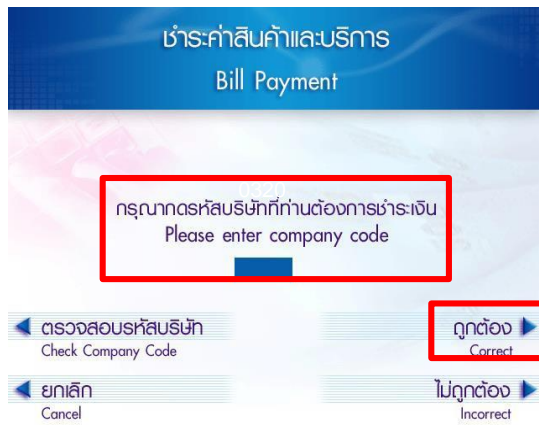 ชำระค่าสินค้าและบริการ
Bill Payment
0320
กรุณากดรหัสบริษัทที่ท่านต้องการชำระเงิน
Please enter company code
ตรวจสอบรหัสบริษัท
Check Company Code
ถูกต้อง
Correct
ยกเลิก
Cancel
ไม่ถูกต้อง
Incorrect